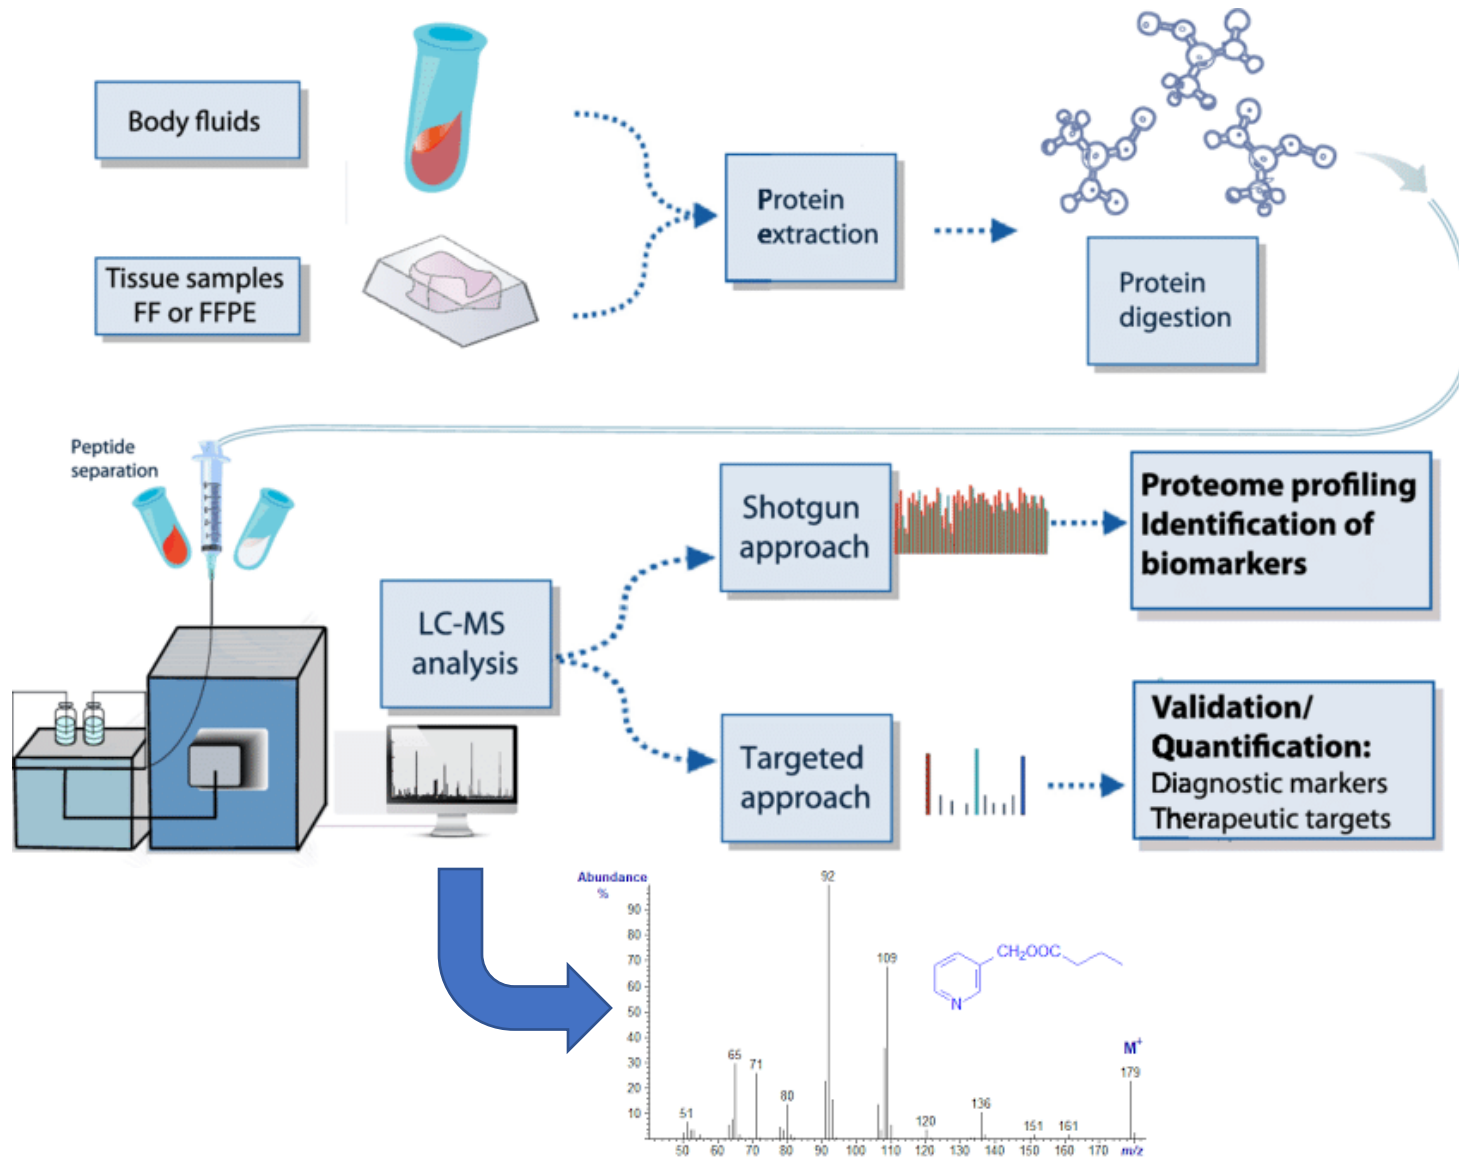 Body fluids
Tissue samples
FF or FFPE
Protein
extraction
Protein
digestion
Peptide
separation
LC-MS
analysis
Shotgun
approach
Proteome profiling
Identification of
biomarkers
Targeted
approach
Validation/
Quantification:
Diagnostic markers
Therapeutic targets
Abundance
%
90
80
70
60
50
40
30
20
10
51
65
71
80
92
109
120
136
151
161
M+
179
CH2OOC
N
50 60 70 80 90 100 110 120 130 140 150 160 170 m/z